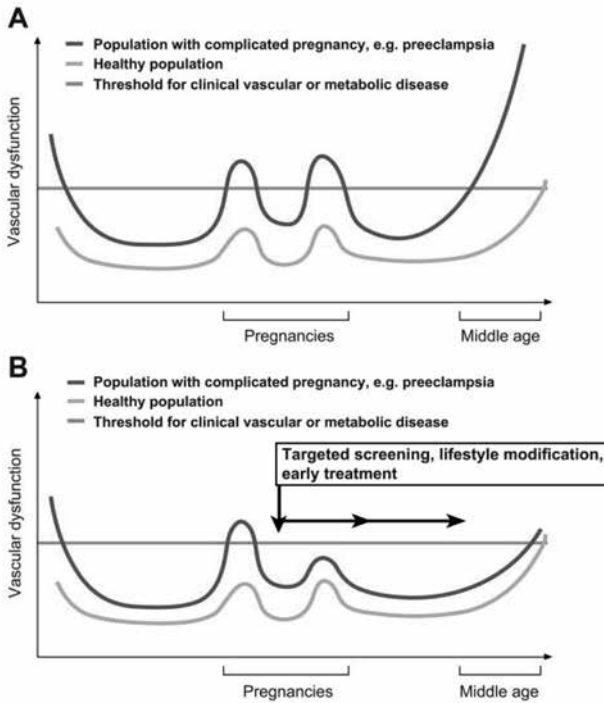 A
Population with complicated pregnancy, e.g. preeclampsia
Healthy population
Threshold for clinical vascular or metabolic disease
Vascular dysfunction
Pregnancies
Middle age
B
Population with complicated pregnancy, e.g. preeclampsia
Healthy population
Threshold for clinical vascular or metabolic disease
Targeted screening, lifestyle modification,
early treatment
Vascular dysfunction
Pregnancies
Middle age